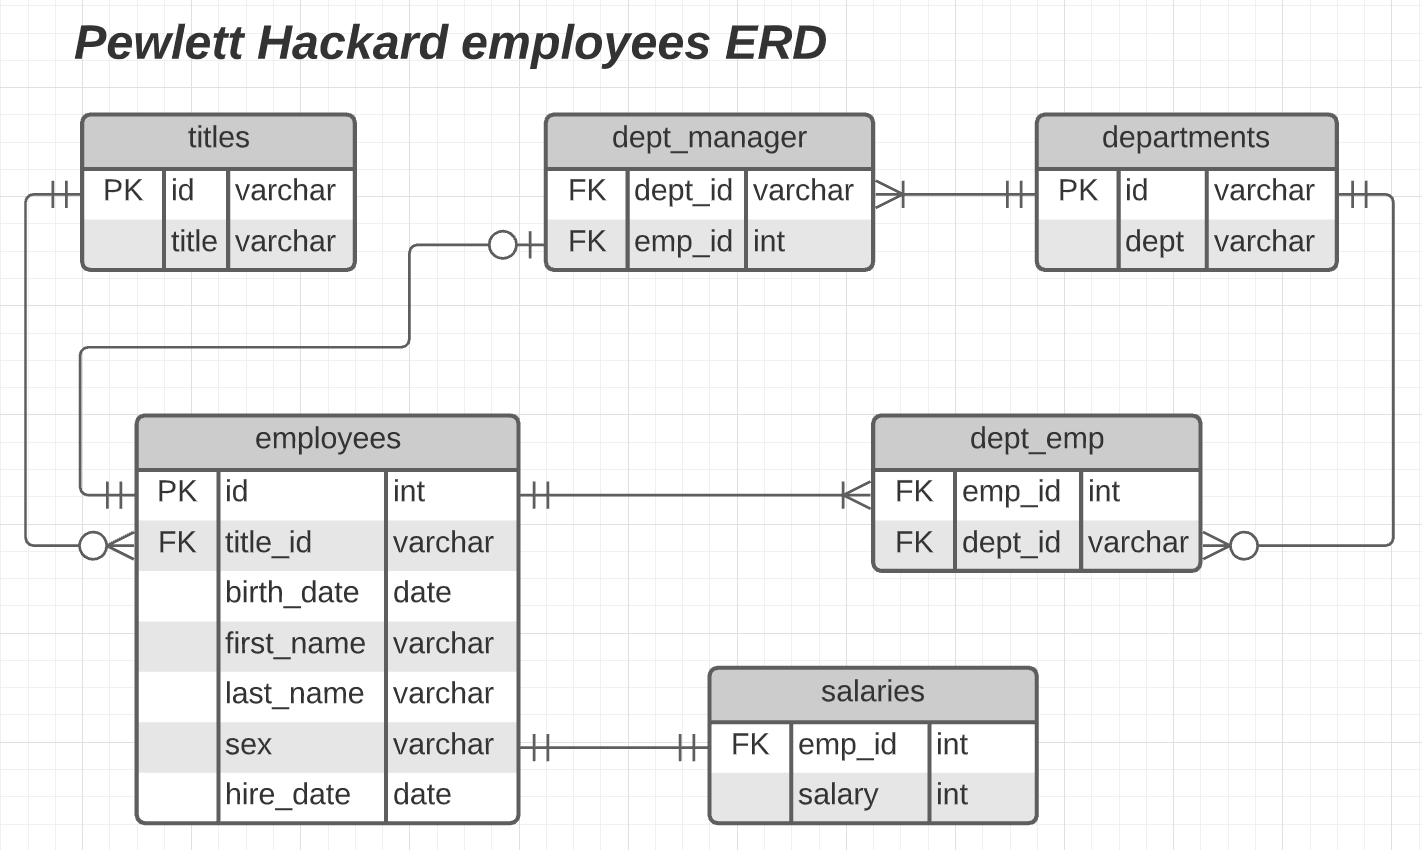 Pewlett Hackard employees ERD
titles
PK id varchar
title varchar
dept_manager
FK dept_id varchar
FK emp_id int
departments
PK id varchar
dept varchar
employees
PK id int
FK title_id varchar
birth_date date
first_name varchar
last_name varchar
sex varchar
hire_date date
dept_emp
FK emp_id int
FK dept_id varchar
salaries
FK emp_id int
salary int